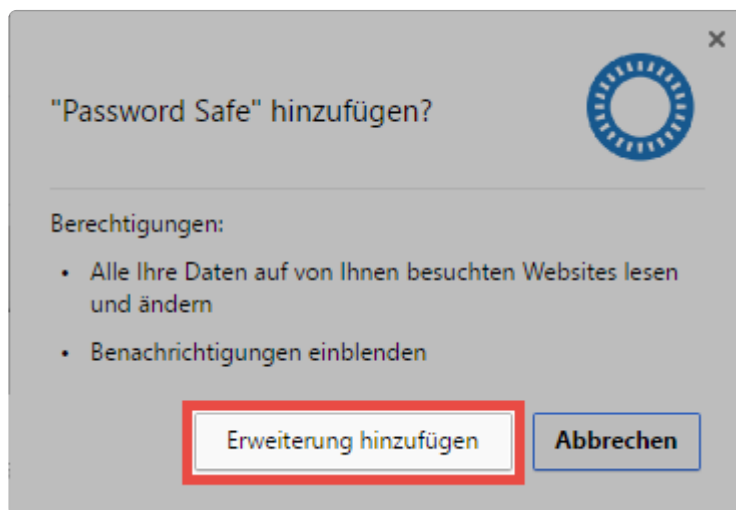 "Password Safe" hinzufügen?
Berechtigungen:
• Alle Ihre Daten auf von Ihnen besuchten Websites lesen
und ändern
• Benachrichtigungen einblenden
Erweiterung hinzufügen Abbrechen